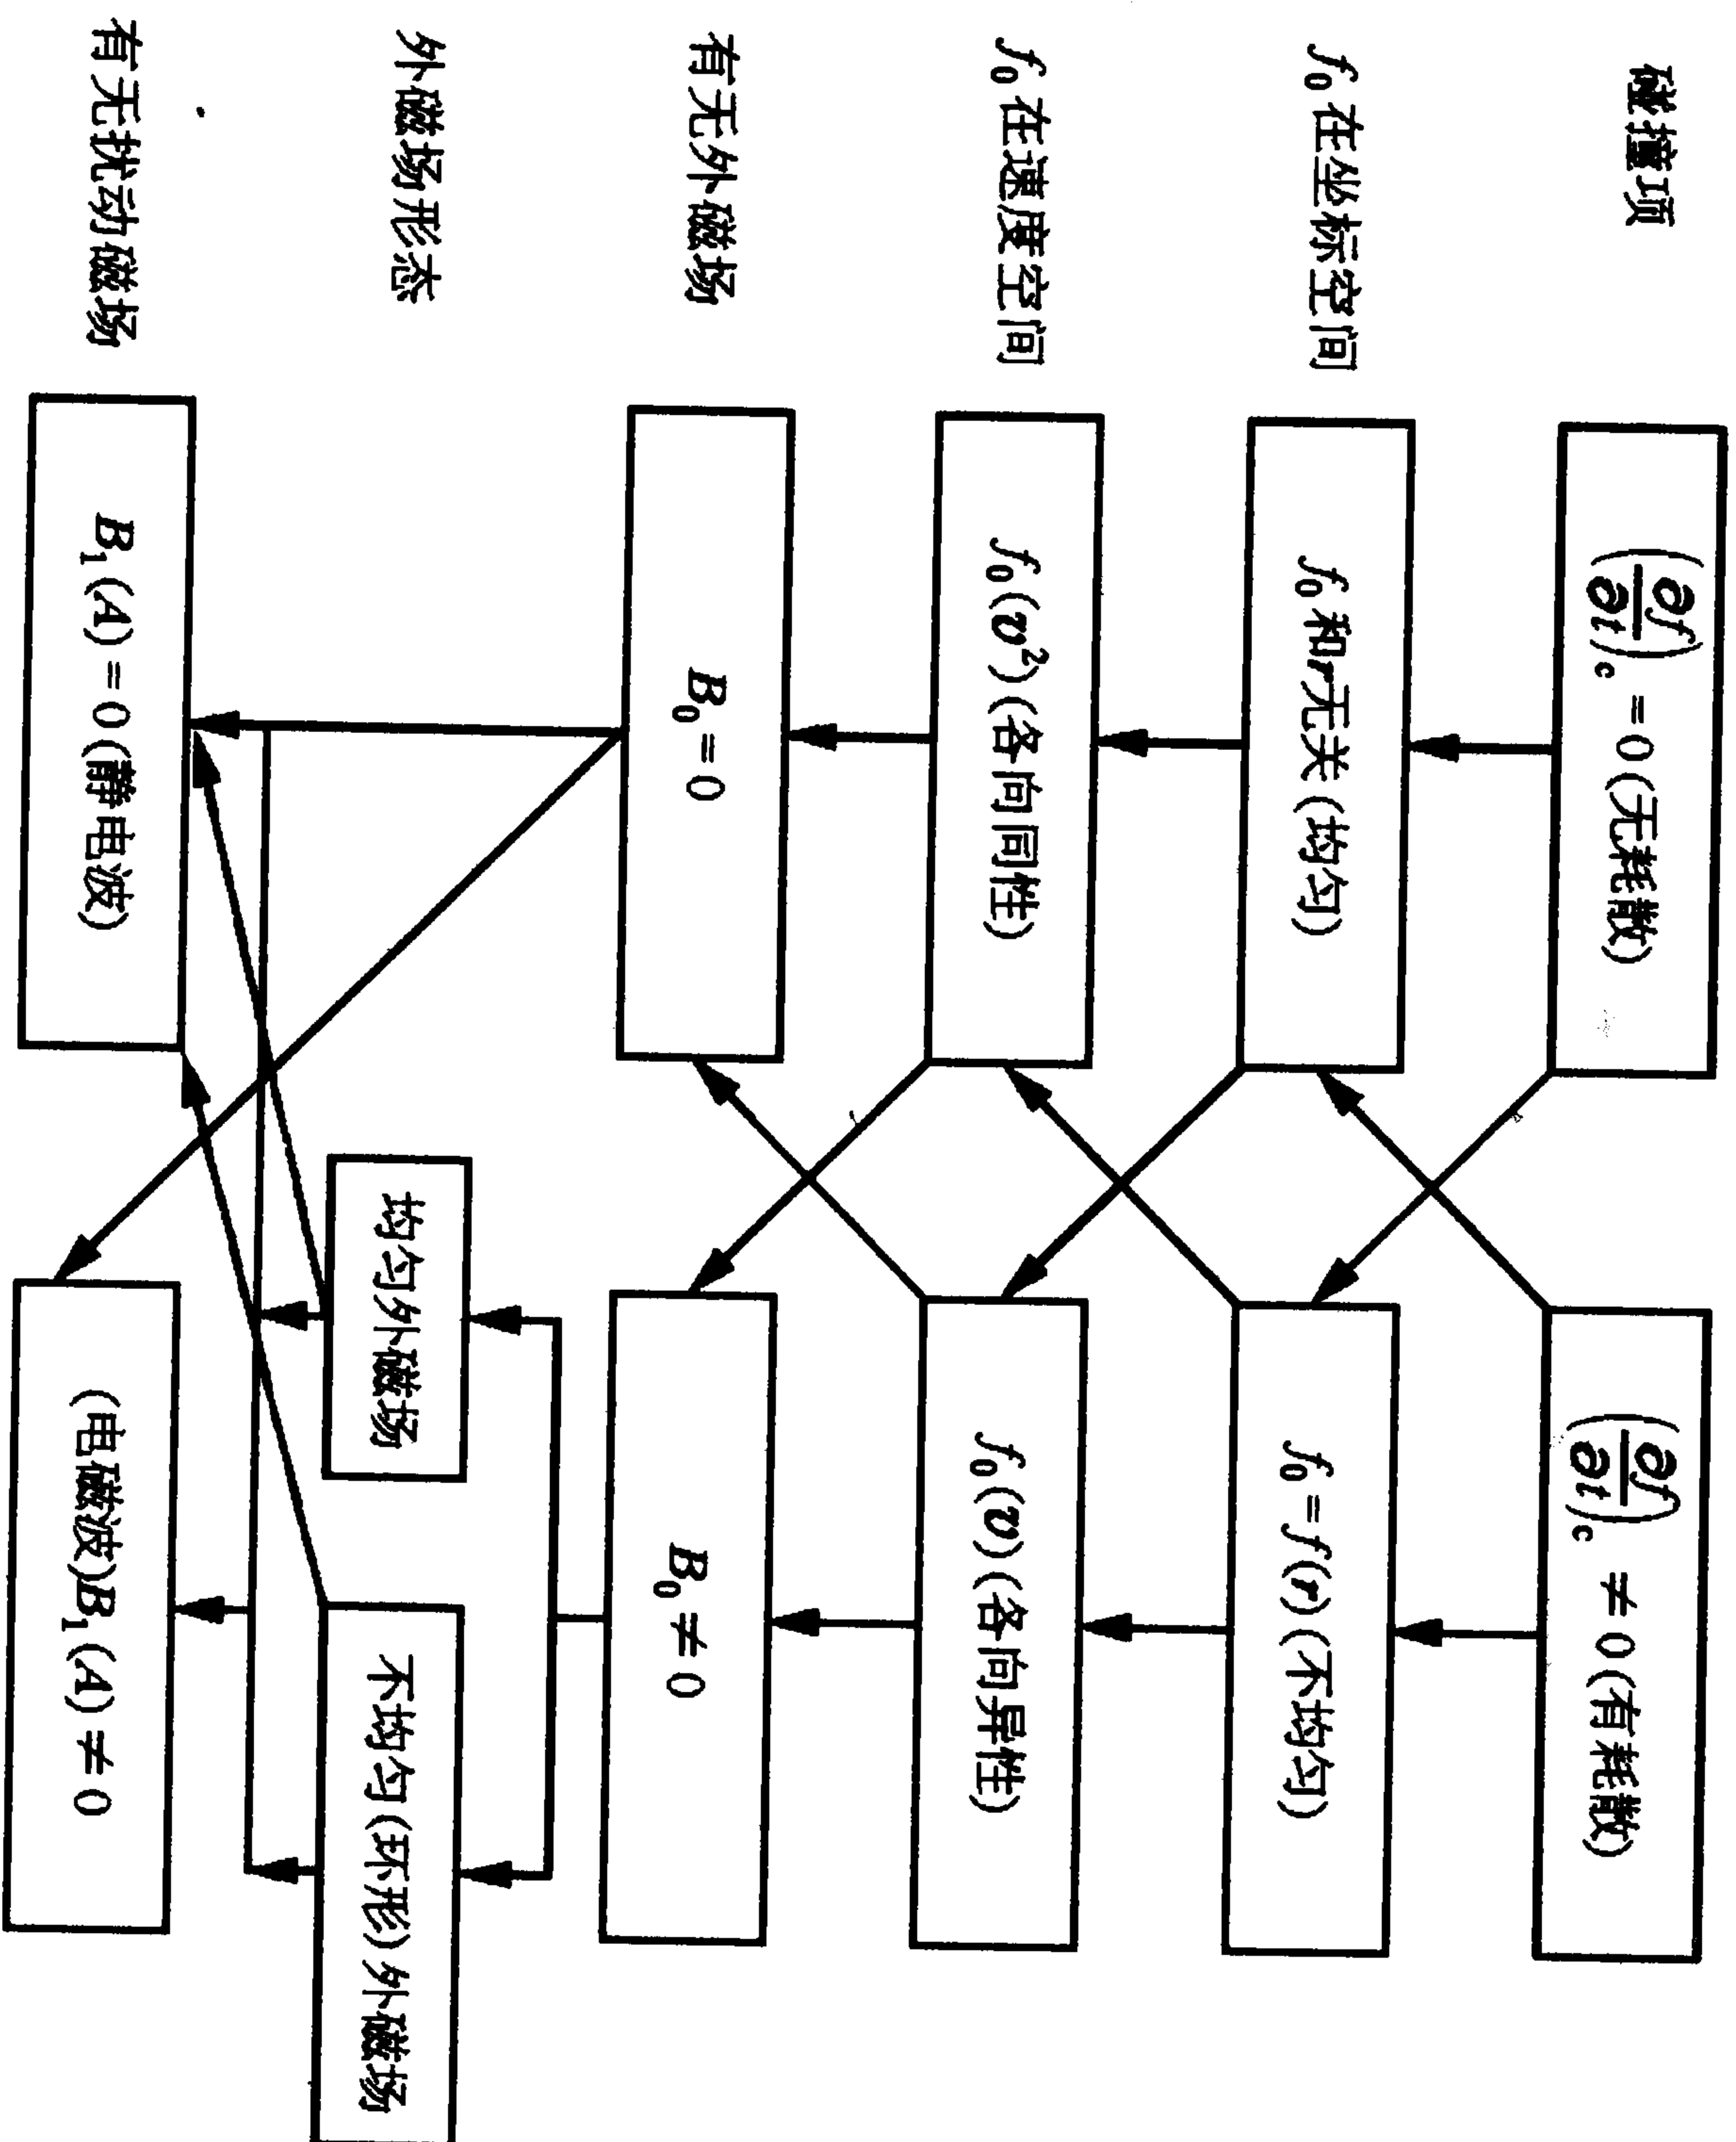 碰撞项
(∂f/∂t)c = 0(无耗散)
(∂f/∂t)c ≠ 0(有耗散)
f₀在坐标空间
f₀和r无关(均匀)
f₀=f(r)(不均匀)
f₀在速度空间
f₀(v²)(各向同性)
f₀(v)(各向异性)
有无外磁场
B₀=0
B₀≠0
外磁场形态
均匀外磁场
不均匀(环形)外磁场
有无扰动磁场
B₁(A)=0(静电波)
(电磁波)B₁(A)≠0